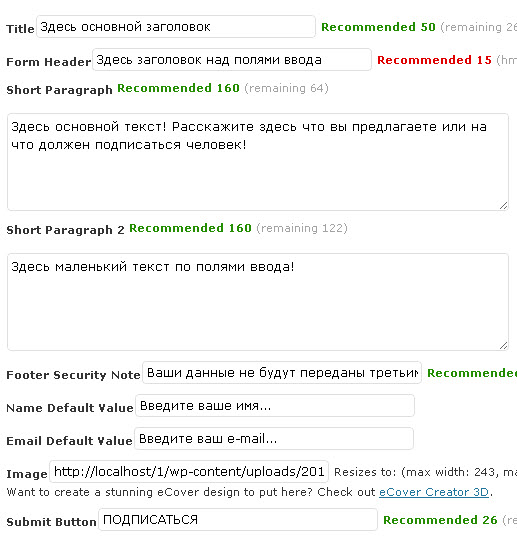 Title Здесь основной заголовок Recommended 50 (remaining 26
Form Header Здесь заголовок над полями ввода Recommended 15 (hm
Short Paragraph Recommended 160 (remaining 64)
Здесь основной текст! Расскажите здесь что вы предлагаете или на
что должен подписаться человек!
Short Paragraph 2 Recommended 160 (remaining 122)
Здесь маленький текст по полями ввода!
Footer Security Note Ваши данные не будут переданы третьим Recommended
Name Default Value Введите ваше имя...
Email Default Value Введите ваш e-mail...
Image http://localhost/1/wp-content/uploads/201 Resizes to: (max width: 243, ma
Want to create a stunning eCover design to put here? Check out eCover Creator 3D.
Submit Button ПОДПИСАТЬСЯ Recommended 26 (re